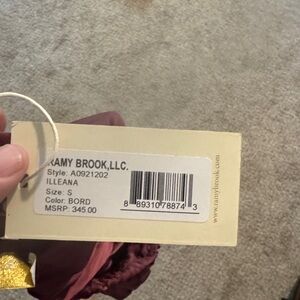 RAMY BROOK,LLC.
Style: A0921202
ILLEANA
Size: S
Color: BORD
MSRP: 345.00
8 89310 78874 3
www.ramybrook.com